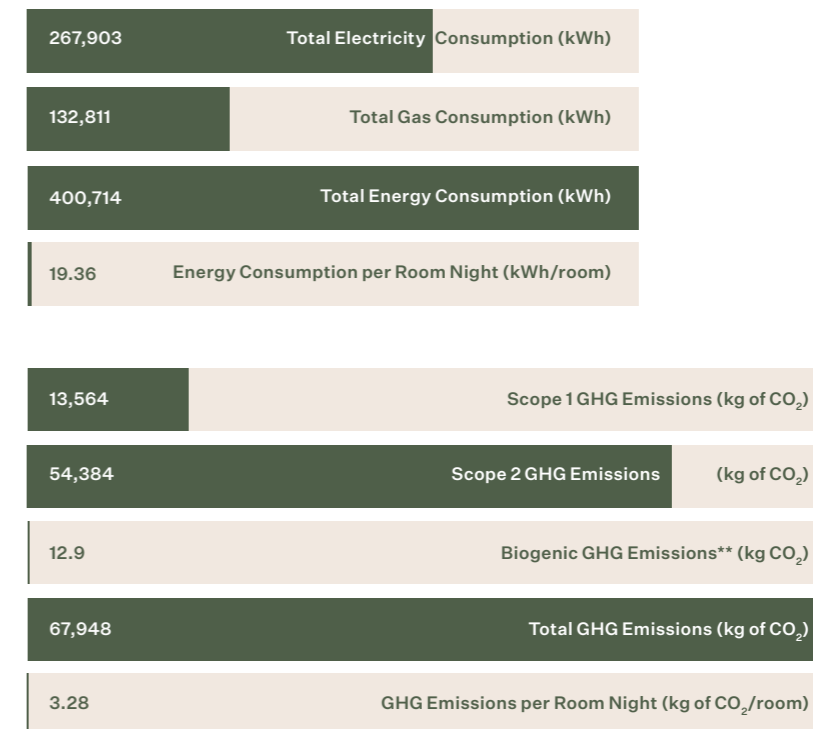 267,903 Total Electricity Consumption (kWh)
132,811 Total Gas Consumption (kWh)
400,714 Total Energy Consumption (kWh)
19.36 Energy Consumption per Room Night (kWh/room)
13,564 Scope 1 GHG Emissions (kg of CO₂)
54,384 Scope 2 GHG Emissions (kg of CO₂)
12.9 Biogenic GHG Emissions** (kg CO₂)
67,948 Total GHG Emissions (kg of CO₂)
3.28 GHG Emissions per Room Night (kg of CO₂/room)